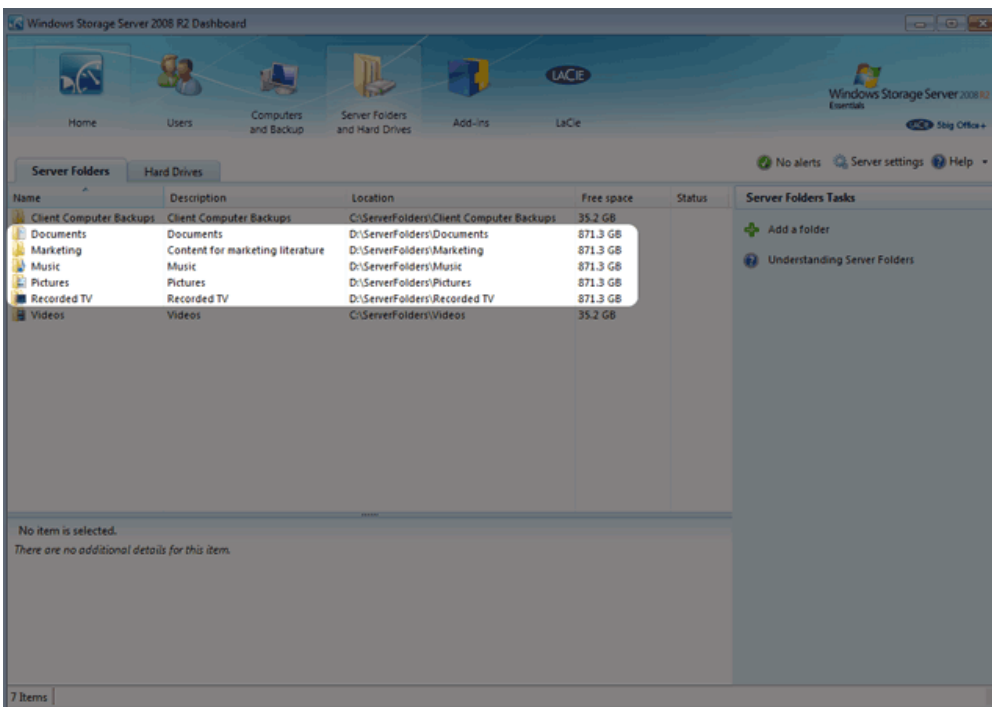 Windows Storage Server 2008 R2 Dashboard
Home
Users
Computers and Backup
Server Folders and Hard Drives
Add-ins
LACIE
LaCie
Windows Storage Server 2008 R2
Essentials
LACIE 5big Office+
Server Folders Hard Drives
No alerts Server settings Help
Name Description Location Free space Status
Client Computer Backups Client Computer Backups C:\ServerFolders\Client Computer Backups 35.2 GB
Documents Documents D:\ServerFolders\Documents 871.3 GB
Marketing Content for marketing literature D:\ServerFolders\Marketing 871.3 GB
Music Music D:\ServerFolders\Music 871.3 GB
Pictures Pictures D:\ServerFolders\Pictures 871.3 GB
Recorded TV Recorded TV D:\ServerFolders\Recorded TV 871.3 GB
Videos Videos C:\ServerFolders\Videos 35.2 GB
Server Folders Tasks
Add a folder
Understanding Server Folders
No item is selected.
There are no additional details for this item.
7 Items